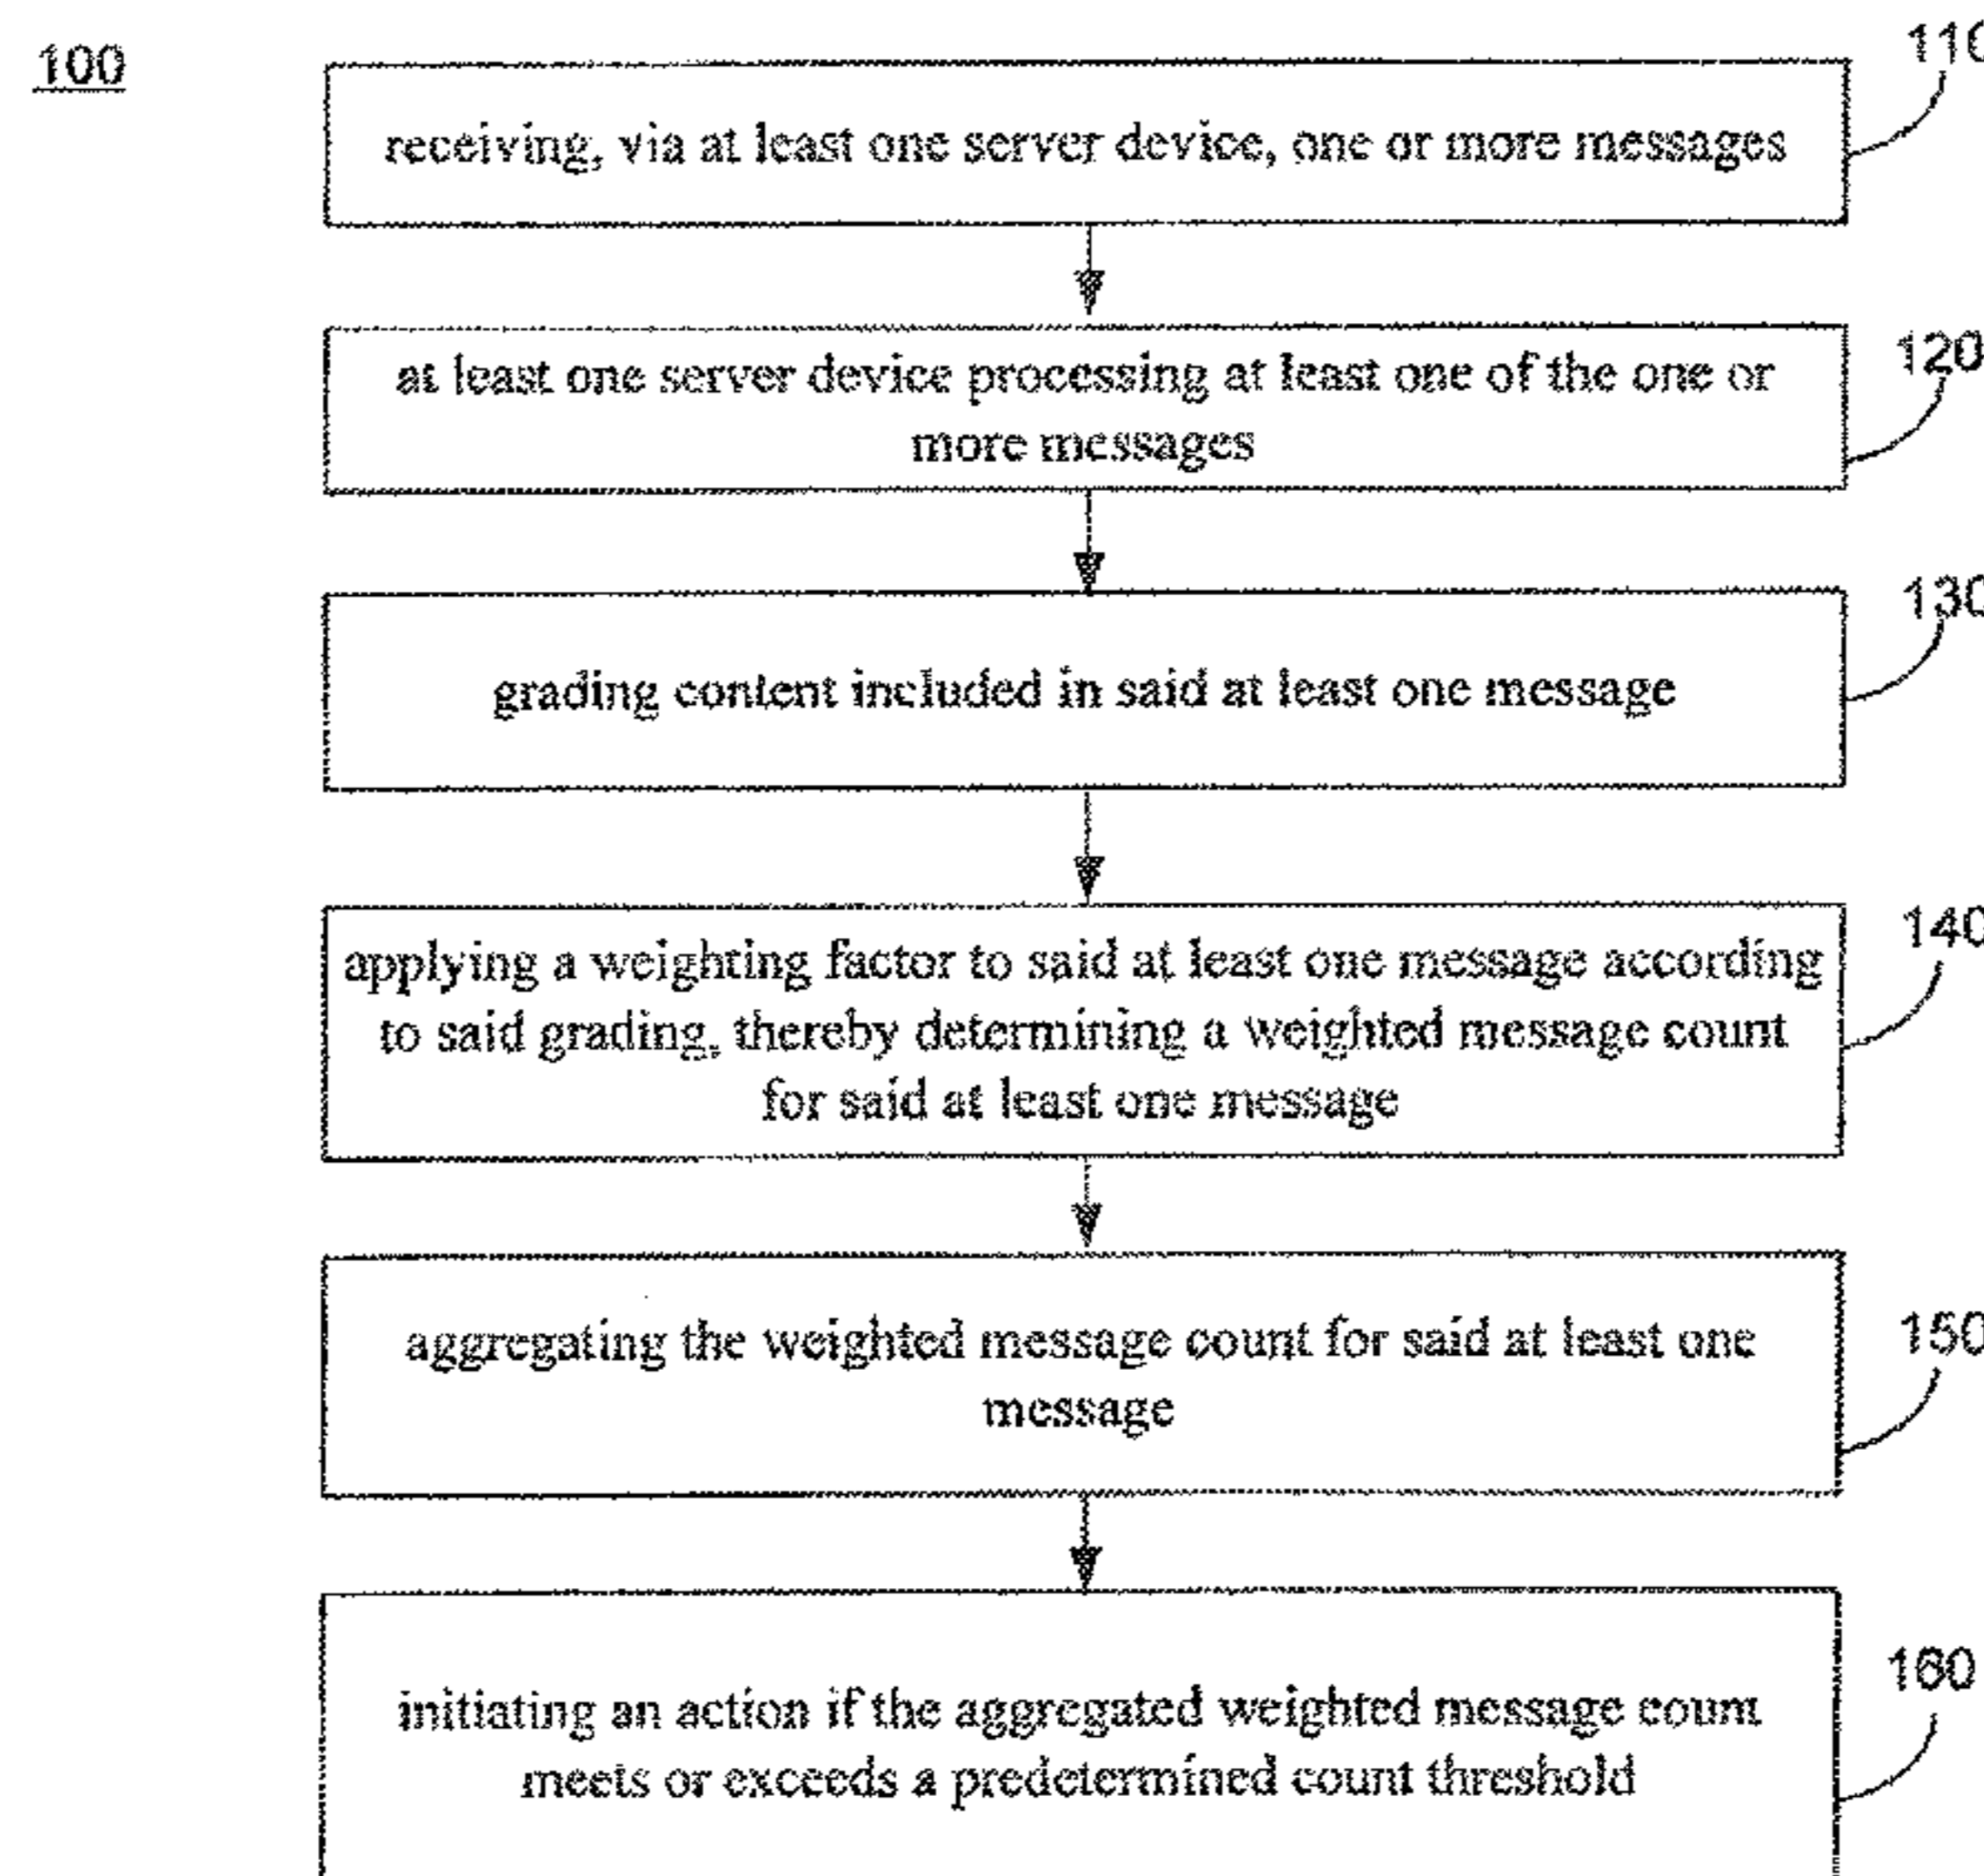 100
110
receiving, via at least one server device, one or more messages
120
at least one server device processing at least one of the one or
more messages
130
grading content included in said at least one message
140
applying a weighting factor to said at least one message according
to said grading, thereby determining a weighted message count
for said at least one message
150
aggregating the weighted message count for said at least one
message
160
initiating an action if the aggregated weighted message count
meets or exceeds a predetermined count threshold